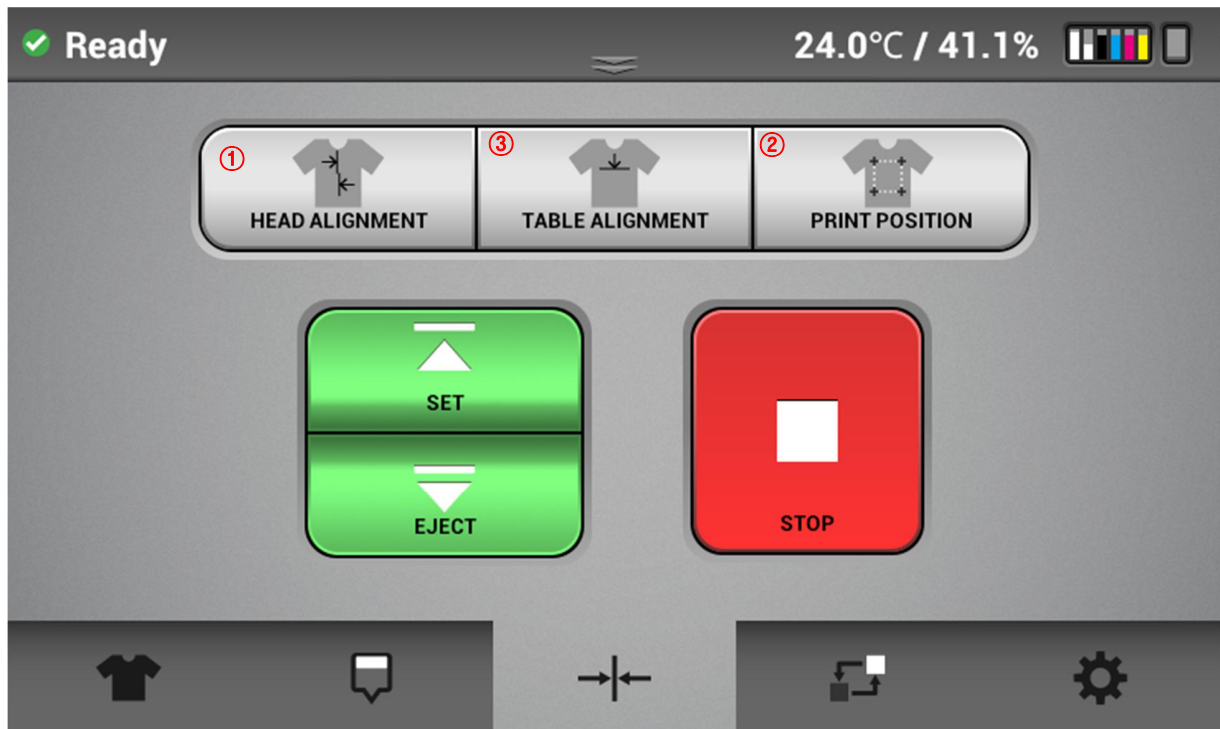 Ready
24.0°C / 41.1%
① ③ ②
HEAD ALIGNMENT TABLE ALIGNMENT PRINT POSITION
SET
EJECT
STOP